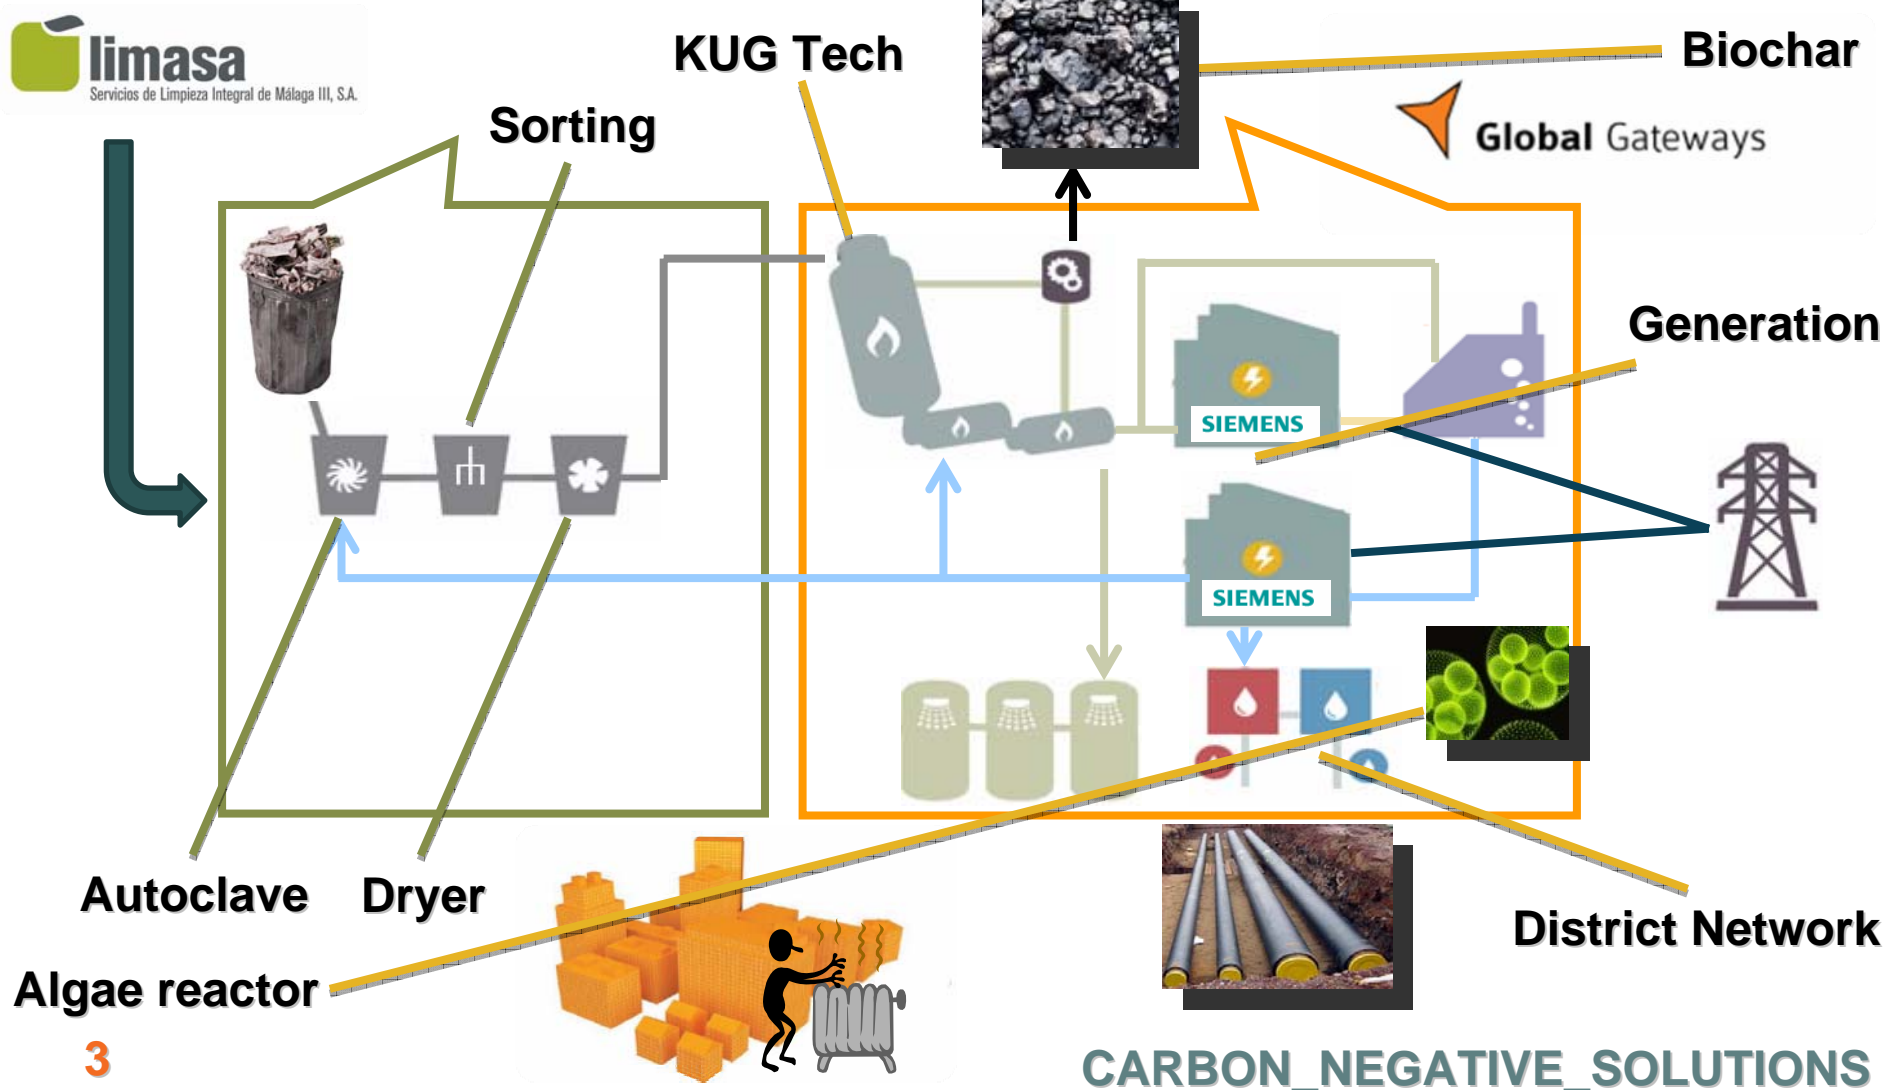 limasa
Servicios de Limpieza Integral de Málaga III, S.A.
KUG Tech
Biochar
Sorting
Global Gateways
Generation
SIEMENS
SIEMENS
Autoclave
Dryer
District Network
Algae reactor
3
CARBON_NEGATIVE_SOLUTIONS